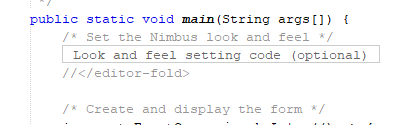 */
public static void main(String args[]) {
/* Set the Nimbus look and feel */
Look and feel setting code (optional)
//</editor-fold>
/* Create and display the form */